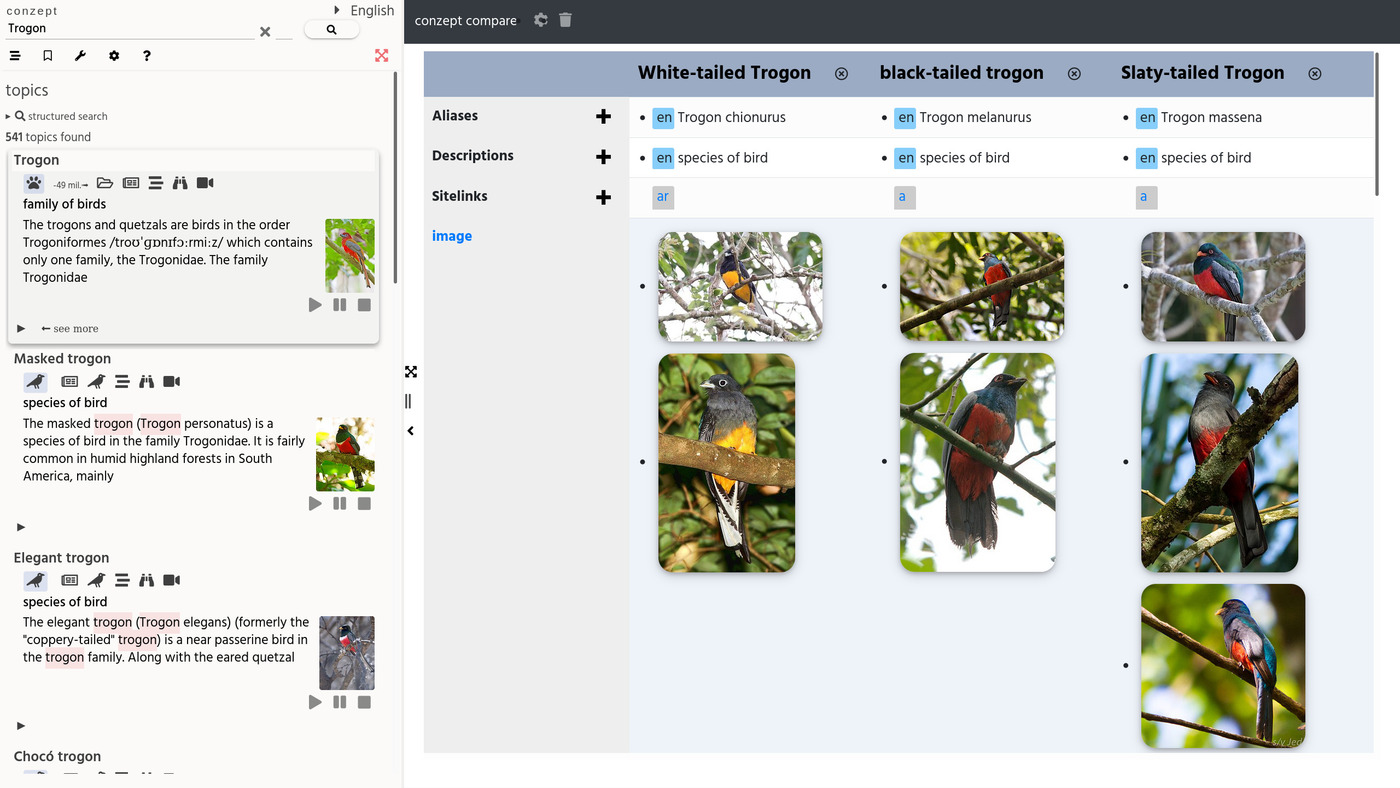 conzept
English
Trogon
topics
structured search
541 topics found
Trogon
-49 mil.
family of birds
The trogons and quetzals are birds in the order
Trogoniformes /troʊˈɡɒnɪfɔːrmiːz/ which contains
only one family, the Trogonidae. The family
Trogonidae
see more
Masked trogon
species of bird
The masked trogon (Trogon personatus) is a
species of bird in the family Trogonidae. It is fairly
common in humid highland forests in South
America, mainly
Elegant trogon
species of bird
The elegant trogon (Trogon elegans) (formerly the
"coppery-tailed" trogon) is a near passerine bird in
the trogon family. Along with the eared quetzal
Chocó trogon
conzept compare
White-tailed Trogon black-tailed trogon Slaty-tailed Trogon
Aliases en Trogon chionurus en Trogon melanurus en Trogon massena
Descriptions en species of bird en species of bird en species of bird
Sitelinks ar a a
image